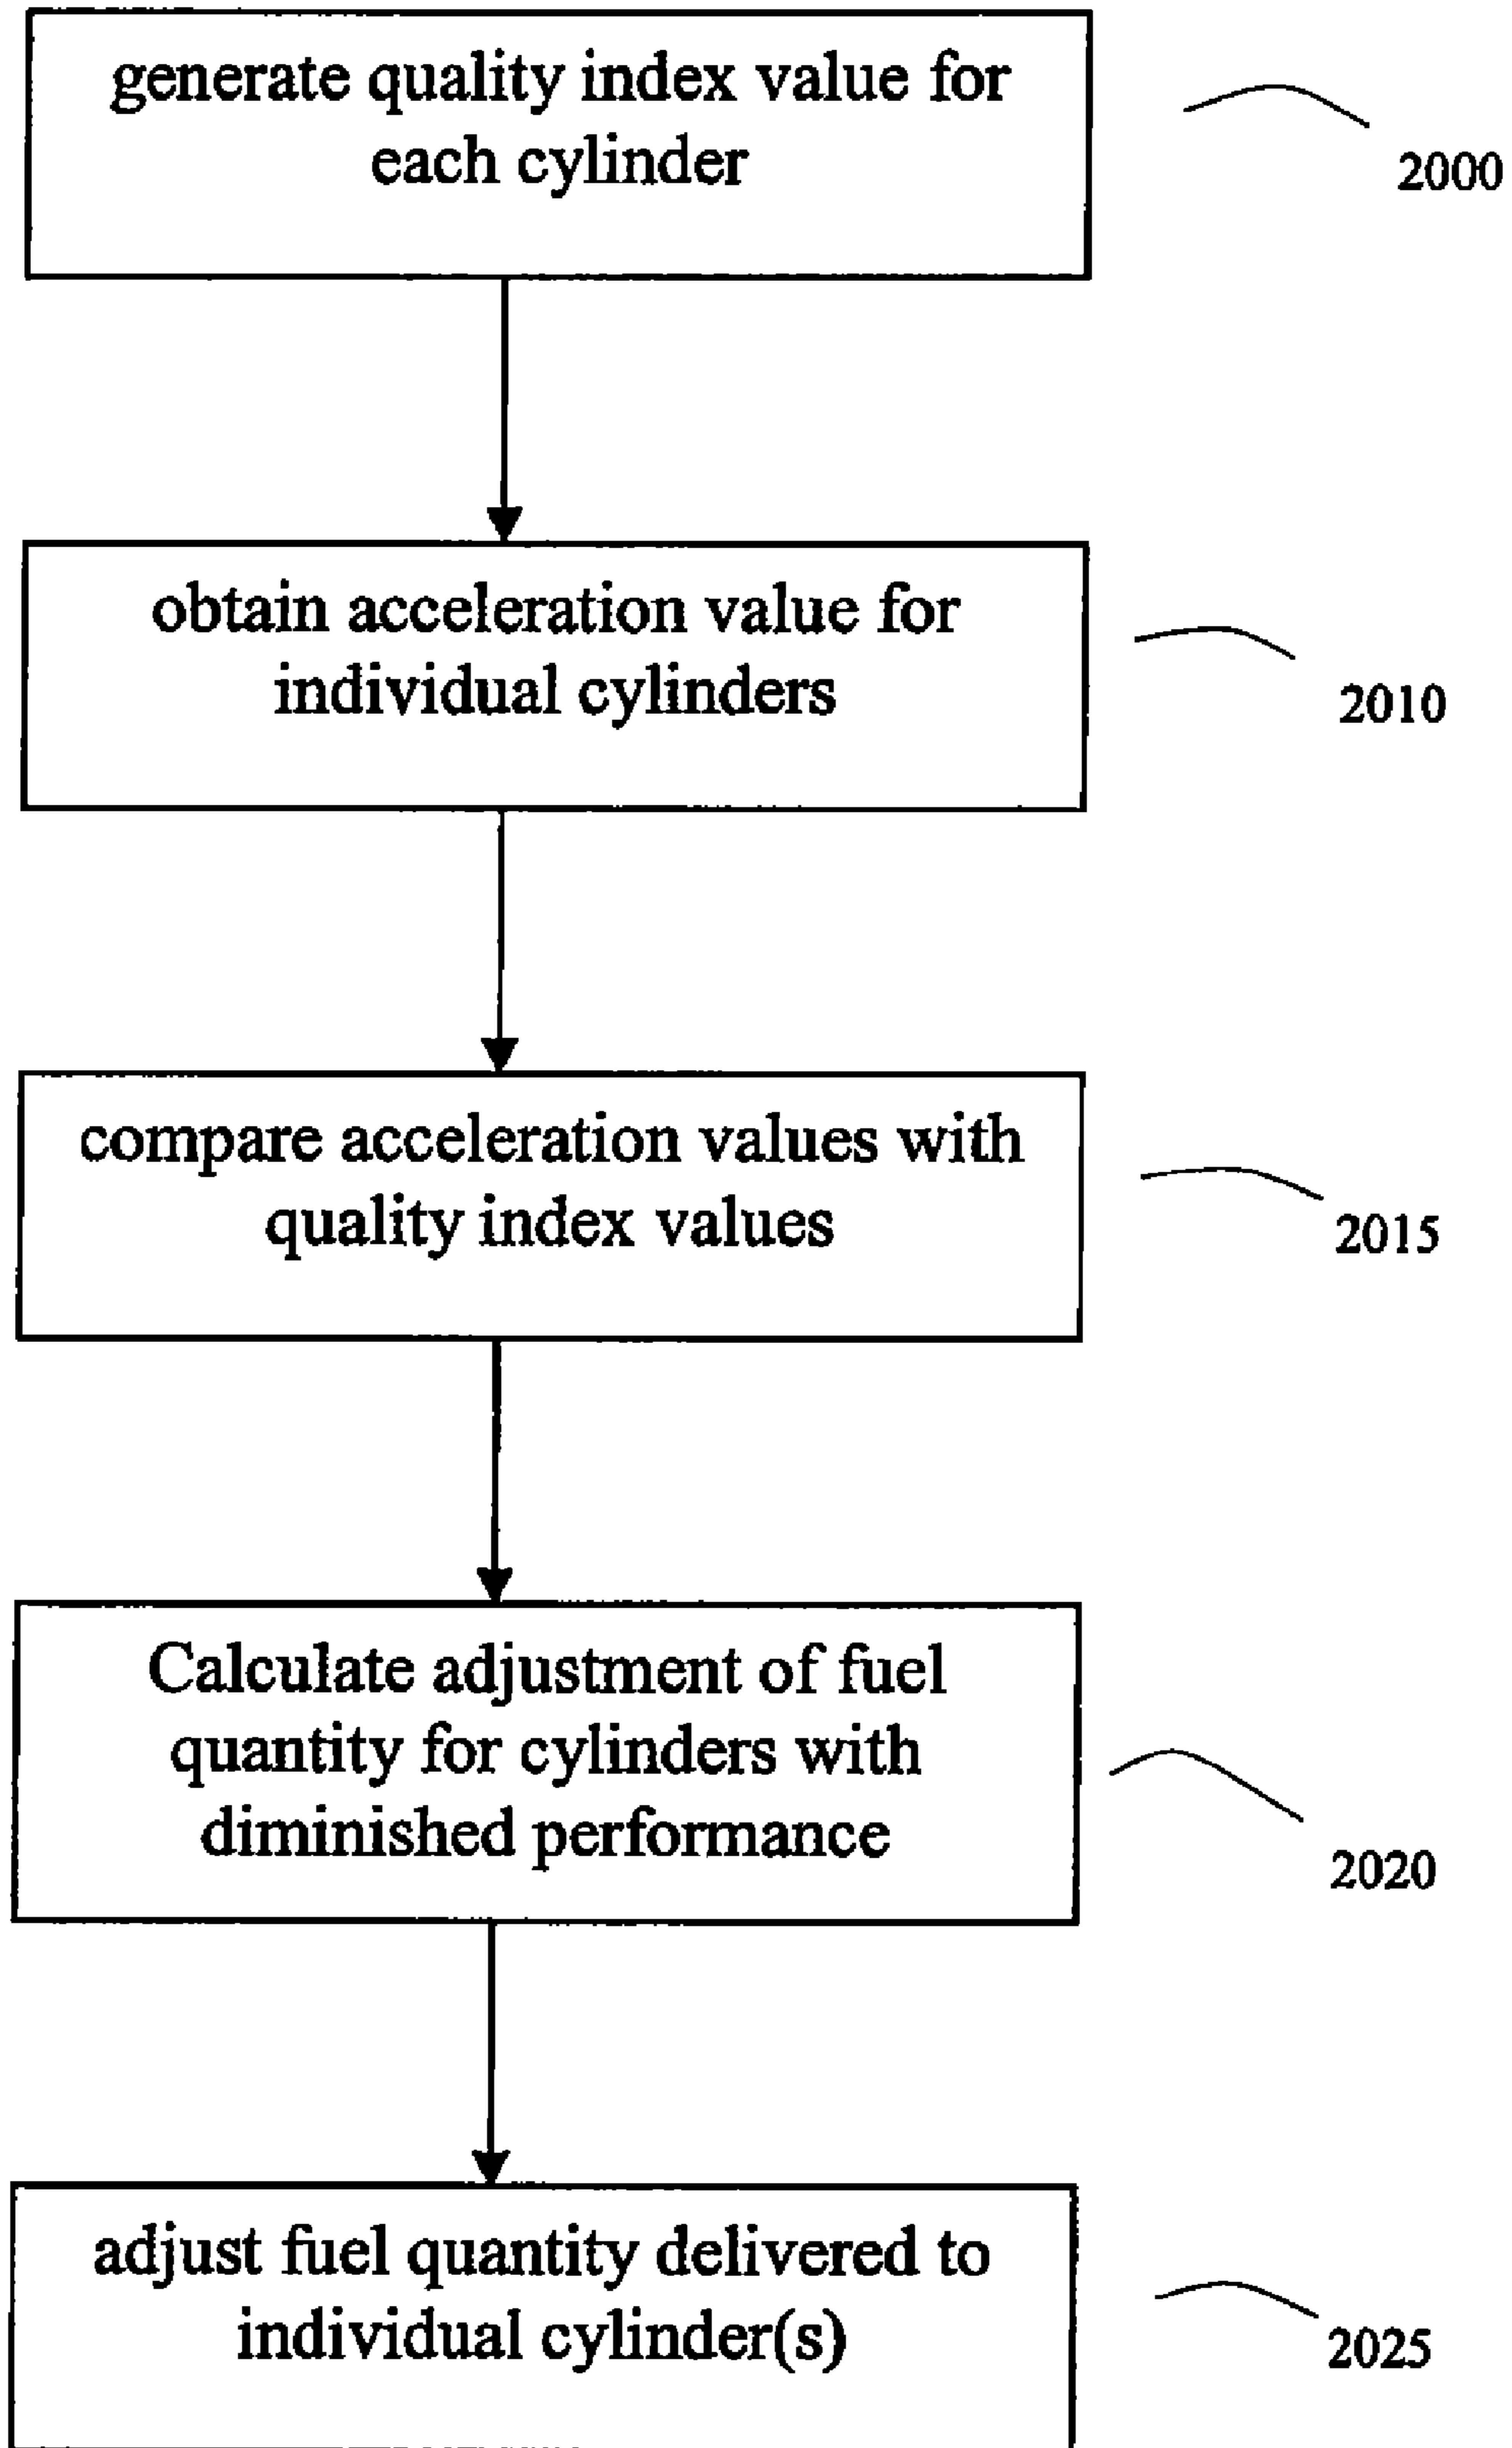 generate quality index value for
each cylinder
2000
obtain acceleration value for
individual cylinders
2010
compare acceleration values with
quality index values
2015
Calculate adjustment of fuel
quantity for cylinders with
diminished performance
2020
adjust fuel quantity delivered to
individual cylinder(s)
2025